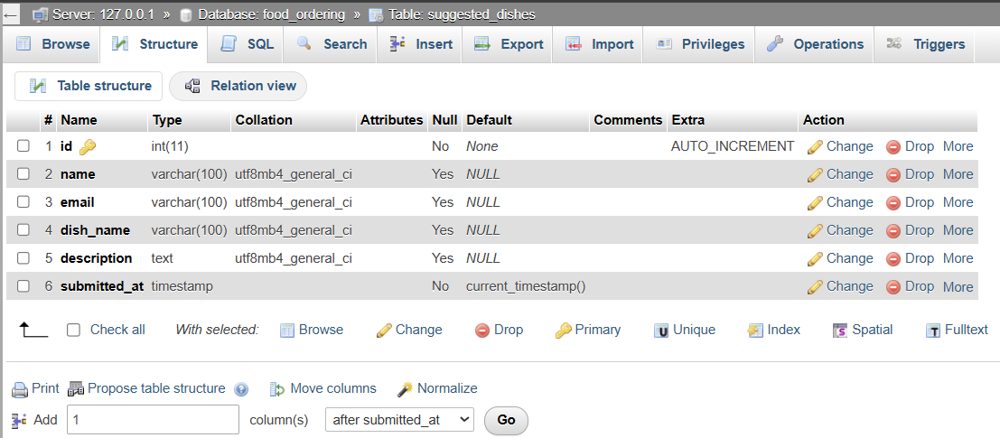 Server: 127.0.0.1 » Database: food_ordering » Table: suggested_dishes
Browse Structure SQL Search Insert Export Import Privileges Operations Triggers
Table structure Relation view
# Name Type Collation Attributes Null Default Comments Extra Action
1 id int(11) No None AUTO_INCREMENT Change Drop More
2 name varchar(100) utf8mb4_general_ci Yes NULL Change Drop More
3 email varchar(100) utf8mb4_general_ci Yes NULL Change Drop More
4 dish_name varchar(100) utf8mb4_general_ci Yes NULL Change Drop More
5 description text utf8mb4_general_ci Yes NULL Change Drop More
6 submitted_at timestamp No current_timestamp() Change Drop More
Check all With selected: Browse Change Drop Primary Unique Index Spatial Fulltext
Print Propose table structure Move columns Normalize
Add 1 column(s) after submitted_at Go